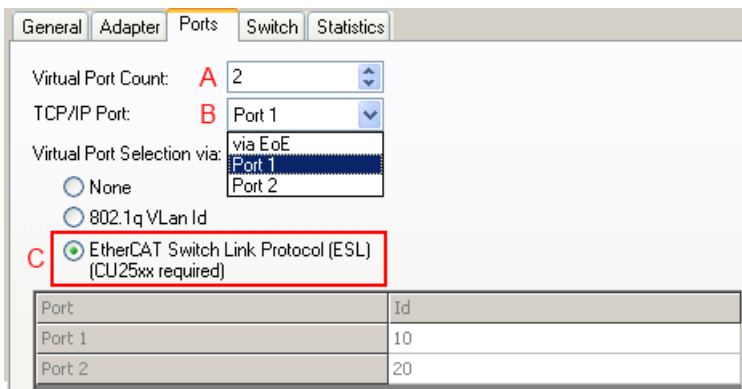 General Adapter Ports Switch Statistics
Virtual Port Count: A 2
TCP/IP Port: B Port 1
via EoE
Virtual Port Selection via:
Port 1
None Port 2
802.1q VLan Id
C EtherCAT Switch Link Protocol (ESL)
(CU25xx required)
Port Id
Port 1 10
Port 2 20